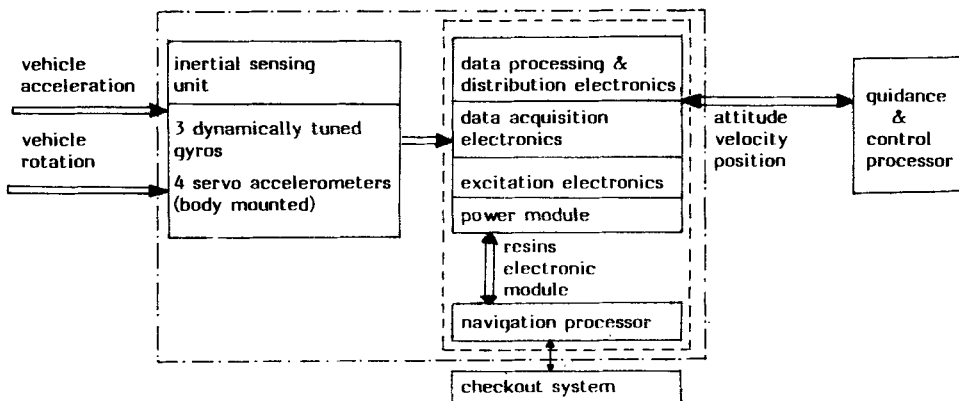 vehicle
acceleration
vehicle
rotation
inertial sensing
unit
3 dynamically tuned
gyros
4 servo accelerometers
(body mounted)
data processing &
distribution electronics
data acquisition
electronics
excitation electronics
power module
resins
electronic
module
navigation processor
checkout system
attitude
velocity
position
guidance
&
control
processor